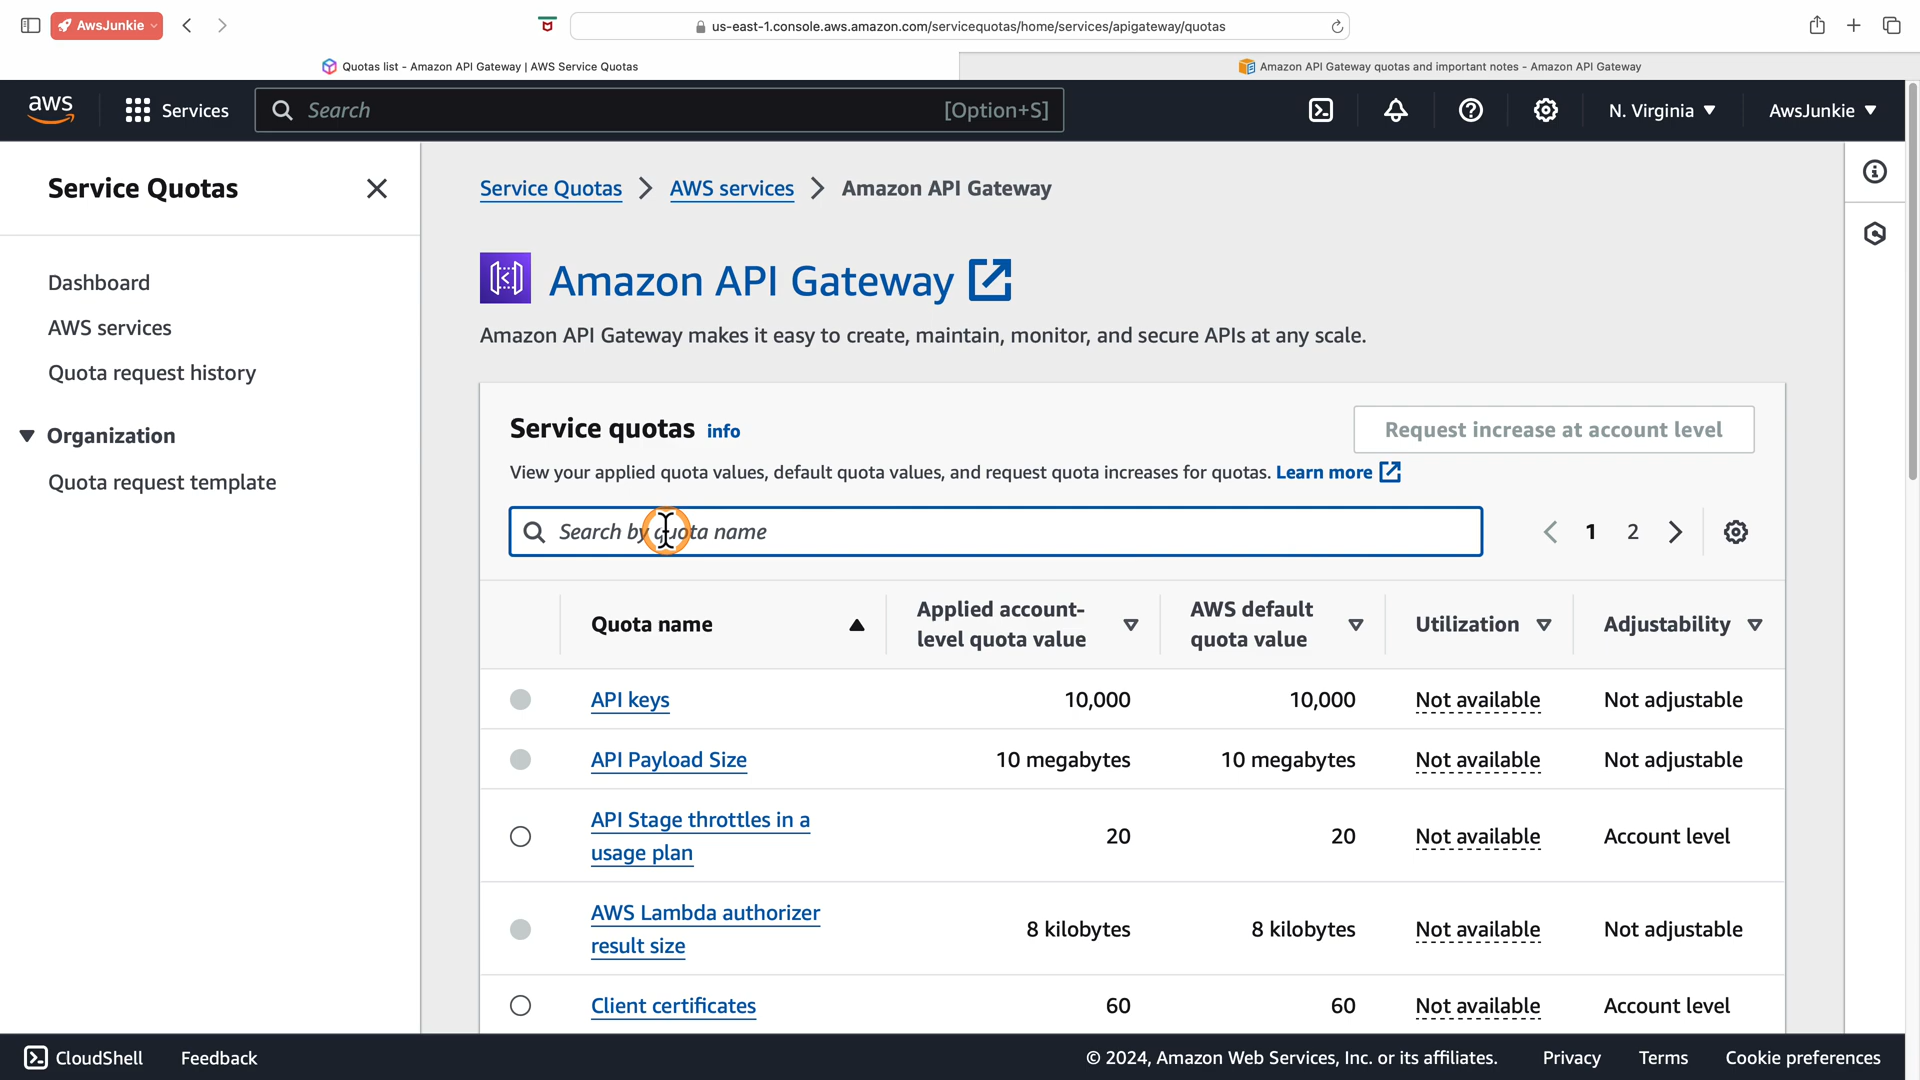 AwsJunkie
us-east-1.console.aws.amazon.com/servicequotas/home/services/apigateway/quotas
Quotas list - Amazon API Gateway | AWS Service Quotas
Amazon API Gateway quotas and important notes - Amazon API Gateway
aws
Services
Search
[Option+S]
N. Virginia
AwsJunkie
Service Quotas
Dashboard
AWS services
Quota request history
Organization
Quota request template
Service Quotas
AWS services
Amazon API Gateway
Amazon API Gateway
Amazon API Gateway makes it easy to create, maintain, monitor, and secure APIs at any scale.
Service quotas info
Request increase at account level
View your applied quota values, default quota values, and request quota increases for quotas. Learn more
Search by quota name
1 2
Quota name
Applied account-
level quota value
AWS default
quota value
Utilization
Adjustability
API keys
10,000
10,000
Not available
Not adjustable
API Payload Size
10 megabytes
10 megabytes
Not available
Not adjustable
API Stage throttles in a
usage plan
20
20
Not available
Account level
AWS Lambda authorizer
result size
8 kilobytes
8 kilobytes
Not available
Not adjustable
Client certificates
60
60
Not available
Account level
CloudShell
Feedback
© 2024, Amazon Web Services, Inc. or its affiliates.
Privacy
Terms
Cookie preferences